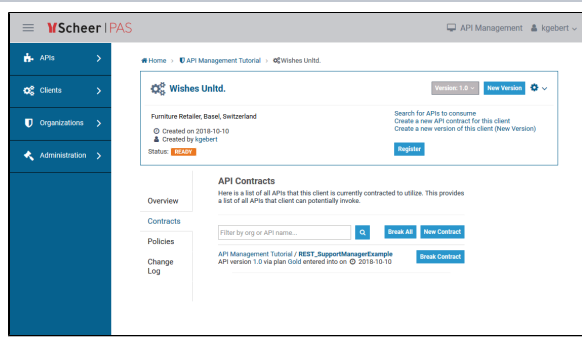 Scheer PAS
API Management
kgebert
APIs
Clients
Organizations
Administration
Home › API Management Tutorial › Wishes Unltd.
Wishes Unltd.
Version: 1.0
New Version
Furniture Retailer, Basel, Switzerland
Created on 2018-10-10
Created by kgebert
Status: READY
Search for APIs to consume
Create a new API contract for this client
Create a new version of this client (New Version)
Register
Overview
Contracts
Policies
Change
Log
API Contracts
Here is a list of all APIs that this client is currently contracted to utilize. This provides
a list of all APIs that client can potentially invoke.
Filter by org or API name...
Break All
New Contract
API Management Tutorial / REST_SupportManagerExample
API version 1.0 via plan Gold entered into on 2018-10-10
Break Contract